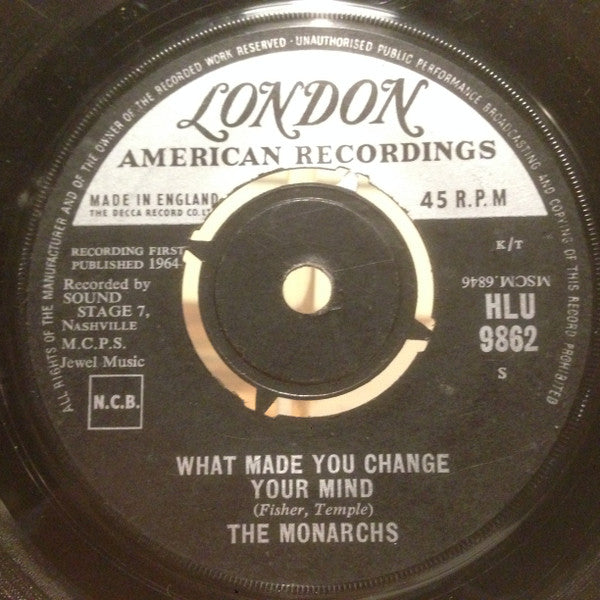 ALL RIGHTS OF THE MANUFACTURER AND OF THE OWNER OF THE RECORDED WORK RESERVED · UNAUTHORISED PUBLIC PERFORMANCE BROADCASTING AND COPYING OF THIS RECORD PROHIBITED
LONDON
AMERICAN RECORDINGS
MADE IN ENGLAND
THE DECCA RECORD CO. LT
45 R.P.M
K/T
RECORDING FIRST
PUBLISHED 1964
MSCM.6846
Recorded by
SOUND
STAGE 7,
NASHVILLE
M.C.P.S.
Jewel Music
HLU
9862
S
N.C.B.
WHAT MADE YOU CHANGE
YOUR MIND
(Fisher, Temple)
THE MONARCHS